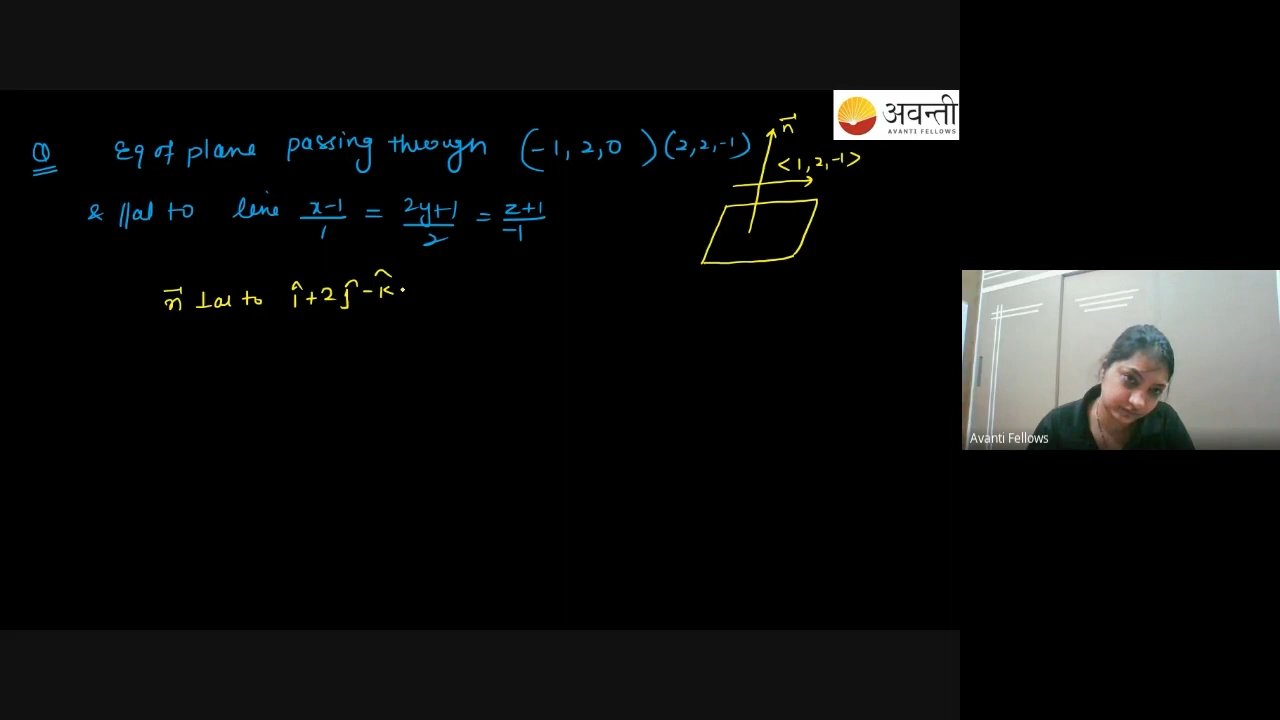 अवन्ती
AVANTI FELLOWS
Q Eq of plane passing through (-1, 2, 0) (2, 2, -1)
& ||al to line x-1/1 = 2y+1/2 = z+1/-1
n⃗
<1, 2, -1>
n⃗ ⊥al to î + 2ĵ - k̂.
Avanti Fellows